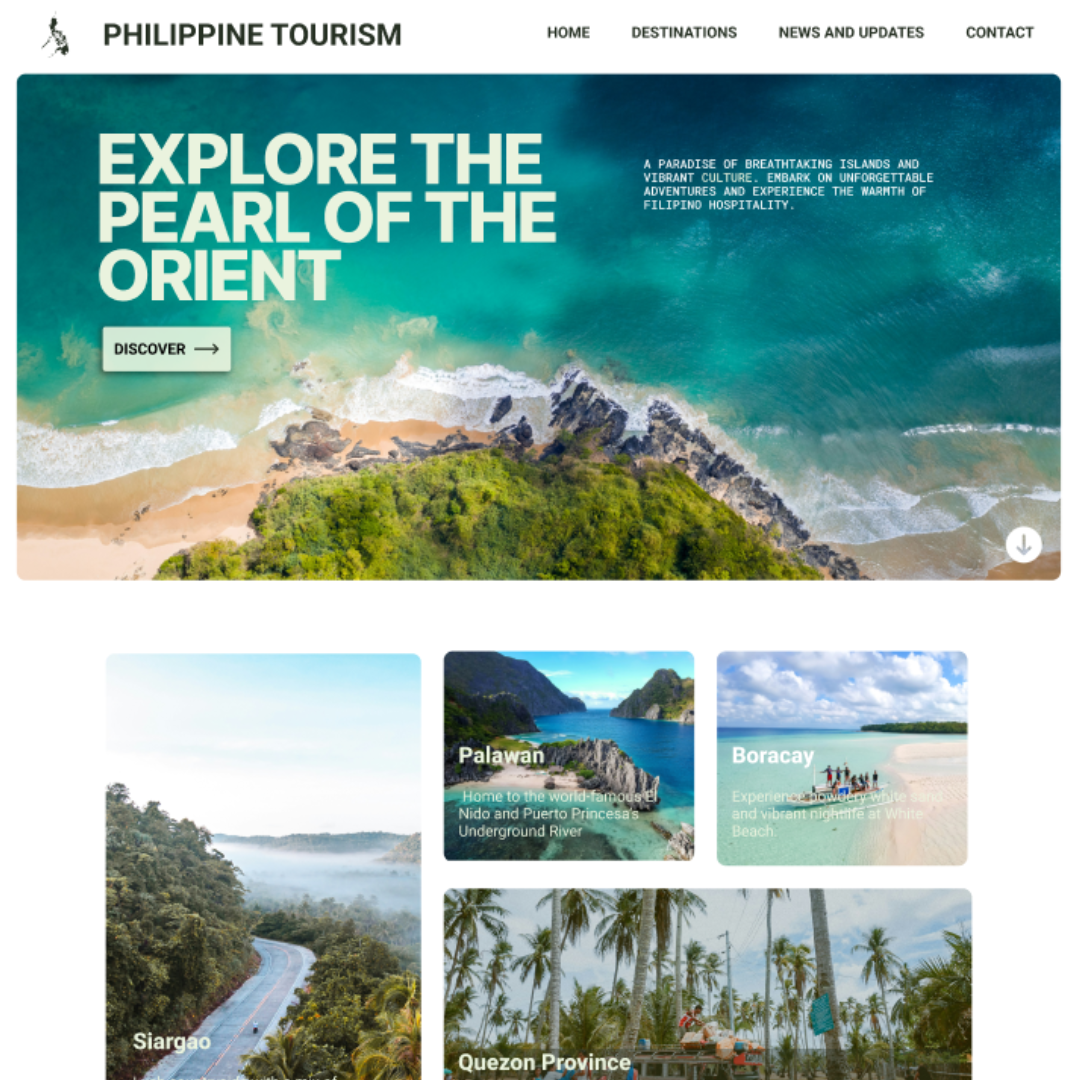 PHILIPPINE TOURISM
HOME
DESTINATIONS
NEWS AND UPDATES
CONTACT
EXPLORE THE
PEARL OF THE
ORIENT
A PARADISE OF BREATHTAKING ISLANDS AND
VIBRANT CULTURE. EMBARK ON UNFORGETTABLE
ADVENTURES AND EXPERIENCE THE WARMTH OF
FILIPINO HOSPITALITY.
DISCOVER
Palawan
Home to the world-famous El
Nido and Puerto Princesa's
Underground River
Boracay
Experience powdery white sand
and vibrant nightlife at White
Beach.
Siargao
Quezon Province